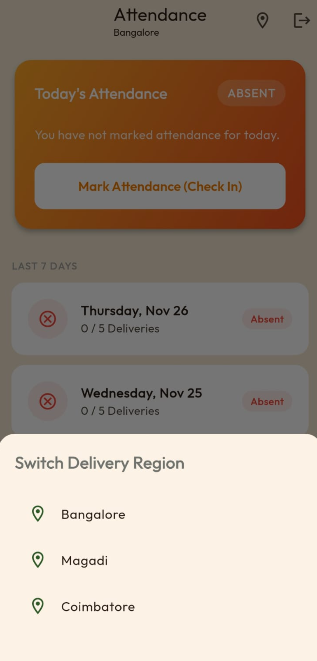 Attendance
Bangalore
Today's Attendance
ABSENT
You have not marked attendance for today.
Mark Attendance (Check In)
LAST 7 DAYS
Thursday, Nov 26
0 / 5 Deliveries
Absent
Wednesday, Nov 25
0 / 5 Deliveries
Absent
Switch Delivery Region
Bangalore
Magadi
Coimbatore